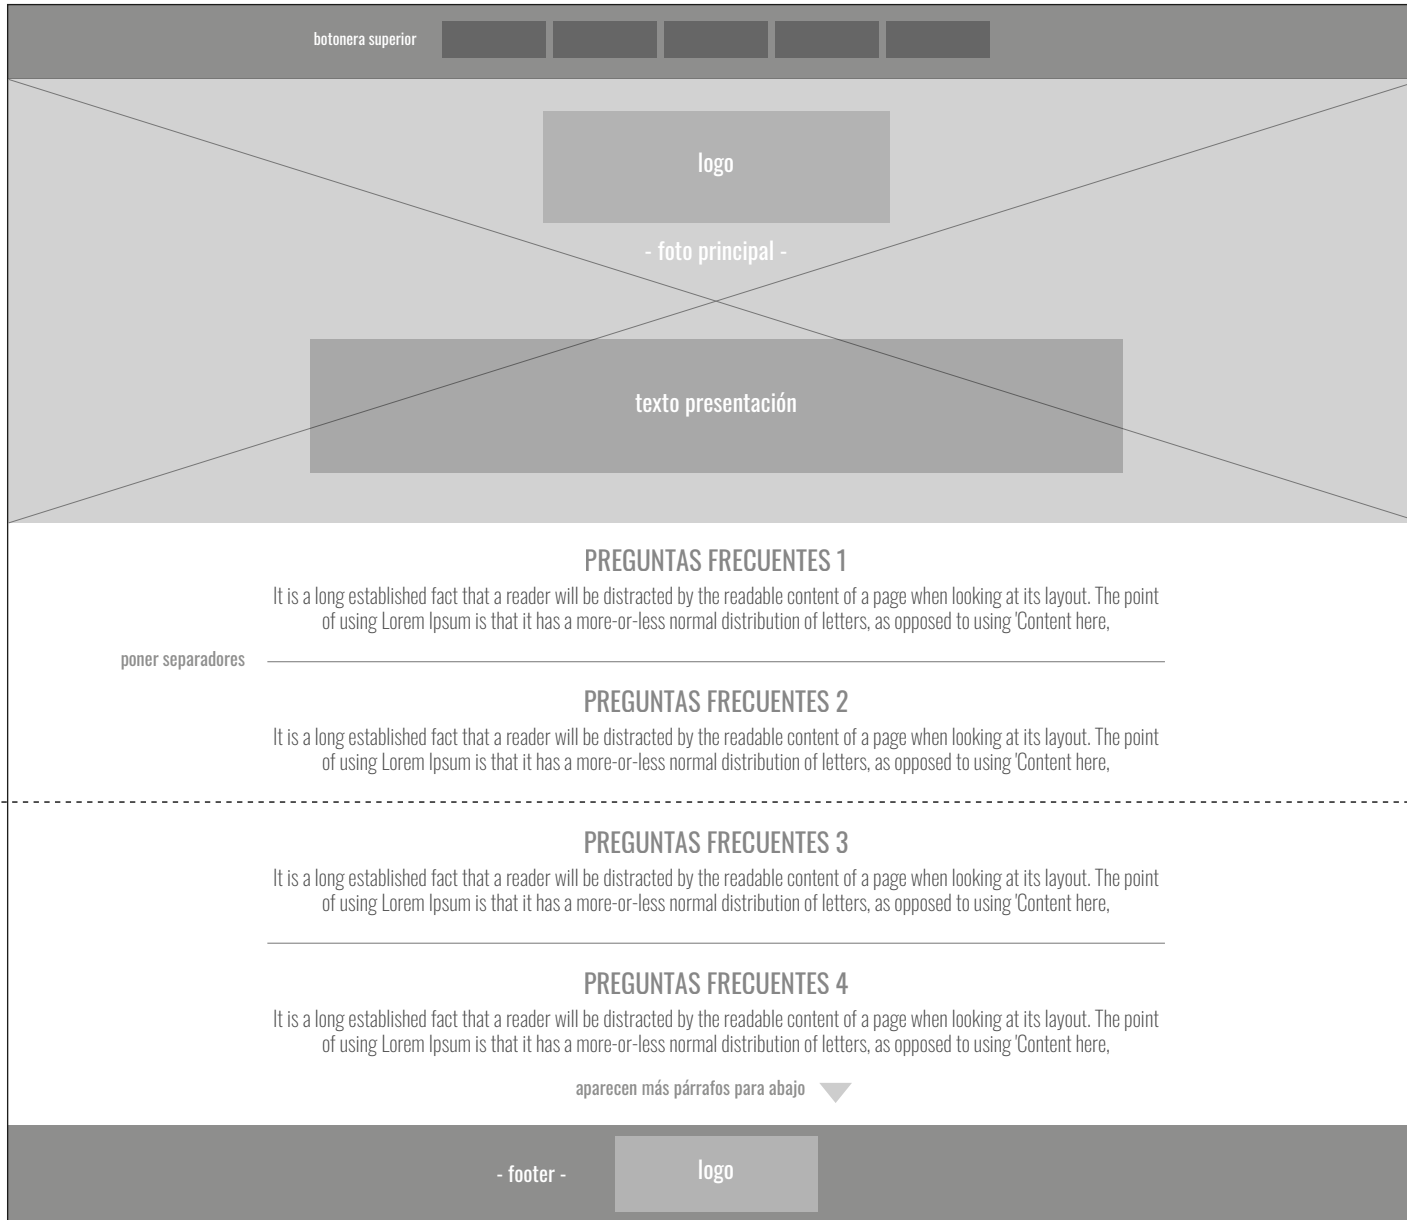 botonera superior
logo
- foto principal -
texto presentación
PREGUNTAS FRECUENTES 1
It is a long established fact that a reader will be distracted by the readable content of a page when looking at its layout. The point
of using Lorem Ipsum is that it has a more-or-less normal distribution of letters, as opposed to using 'Content here,
poner separadores
PREGUNTAS FRECUENTES 2
It is a long established fact that a reader will be distracted by the readable content of a page when looking at its layout. The point
of using Lorem Ipsum is that it has a more-or-less normal distribution of letters, as opposed to using 'Content here,
PREGUNTAS FRECUENTES 3
It is a long established fact that a reader will be distracted by the readable content of a page when looking at its layout. The point
of using Lorem Ipsum is that it has a more-or-less normal distribution of letters, as opposed to using 'Content here,
PREGUNTAS FRECUENTES 4
It is a long established fact that a reader will be distracted by the readable content of a page when looking at its layout. The point
of using Lorem Ipsum is that it has a more-or-less normal distribution of letters, as opposed to using 'Content here,
aparecen más párrafos para abajo
- footer -
logo